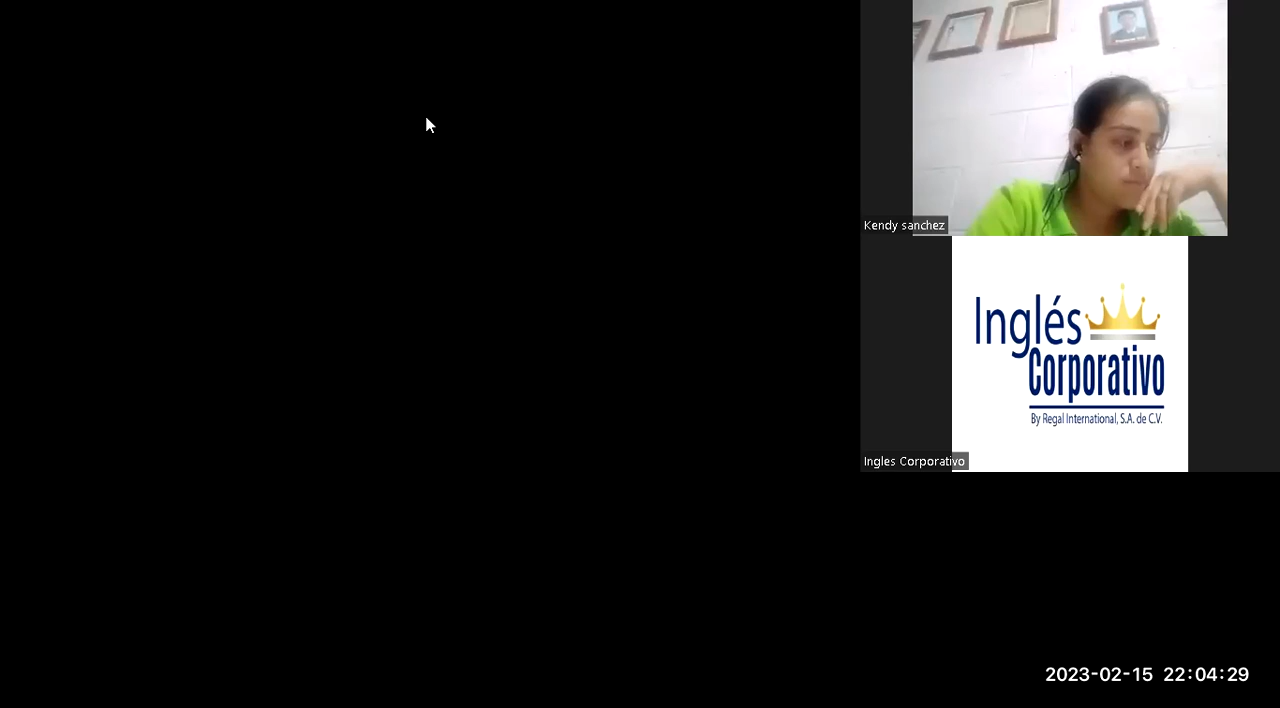 Kendy sanchez
Inglés
Corporativo
By Regal International, S.A. de C.V.
Ingles Corporativo
2023-02-15 22:04:29